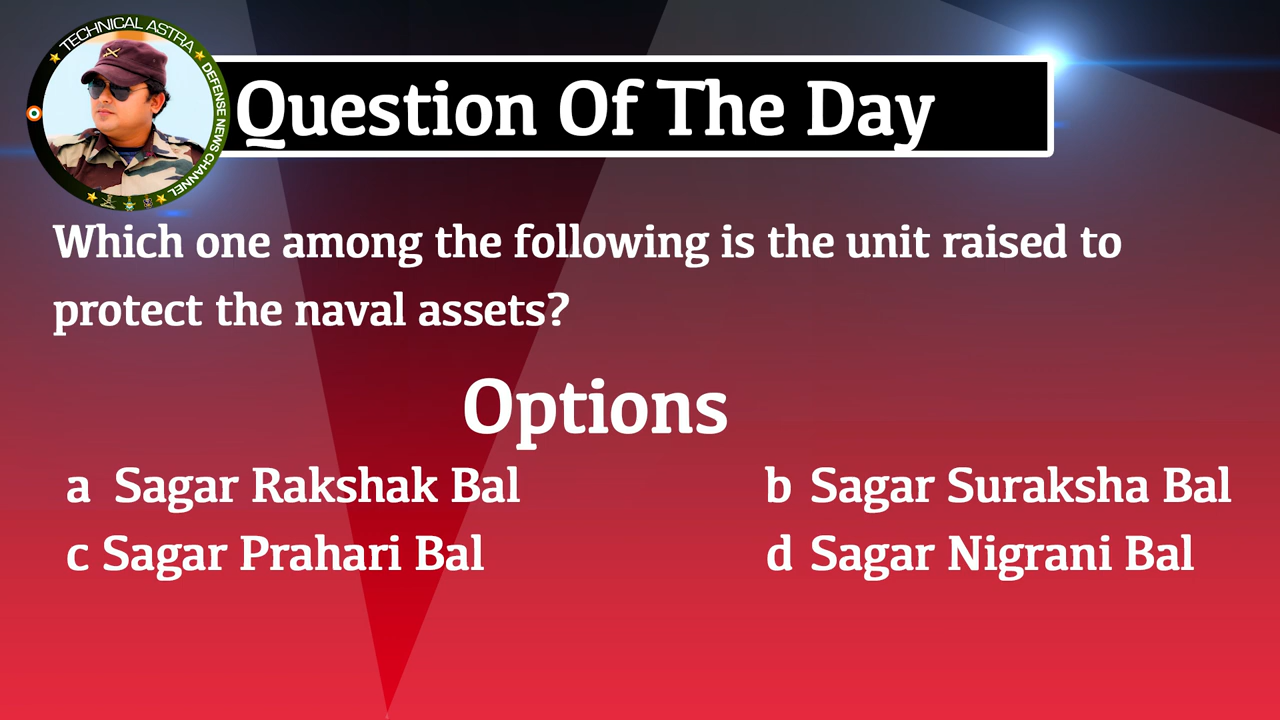 TECHNICAL ASTRA
DEFENSE NEWS CHANNEL
Question Of The Day
Which one among the following is the unit raised to
protect the naval assets?
Options
a Sagar Rakshak Bal
b Sagar Suraksha Bal
c Sagar Prahari Bal
d Sagar Nigrani Bal